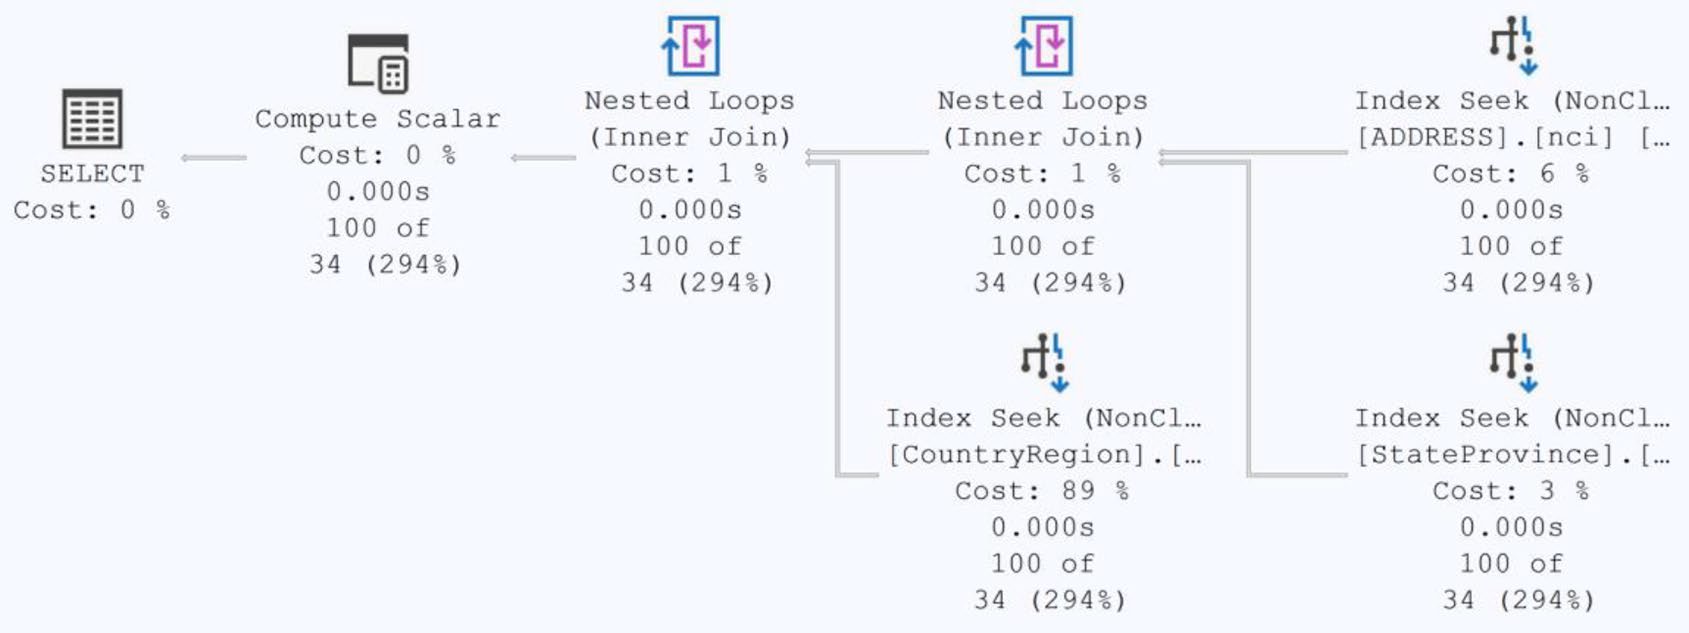 SELECT
Cost: 0 %
Compute Scalar
Cost: 0 %
0.000s
100 of
34 (294%)
Nested Loops
(Inner Join)
Cost: 1 %
0.000s
100 of
34 (294%)
Nested Loops
(Inner Join)
Cost: 1 %
0.000s
100 of
34 (294%)
Index Seek (NonCl…
[ADDRESS].[nci] […
Cost: 6 %
0.000s
100 of
34 (294%)
Index Seek (NonCl…
[CountryRegion].[…
Cost: 89 %
0.000s
100 of
34 (294%)
Index Seek (NonCl…
[StateProvince].[…
Cost: 3 %
0.000s
100 of
34 (294%)